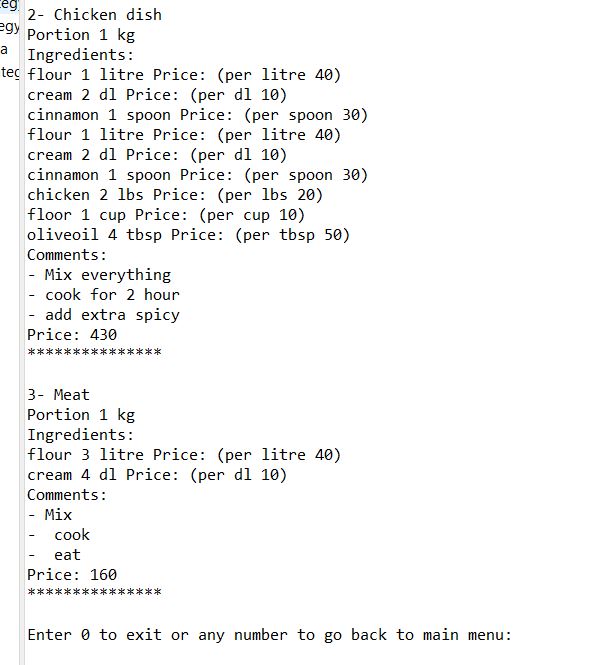 2- Chicken dish
Portion 1 kg
Ingredients:
flour 1 litre Price: (per litre 40)
cream 2 dl Price: (per dl 10)
cinnamon 1 spoon Price: (per spoon 30)
flour 1 litre Price: (per litre 40)
cream 2 dl Price: (per dl 10)
cinnamon 1 spoon Price: (per spoon 30)
chicken 2 lbs Price: (per lbs 20)
floor 1 cup Price: (per cup 10)
oliveoil 4 tbsp Price: (per tbsp 50)
Comments:
- Mix everything
- cook for 2 hour
- add extra spicy
Price: 430
***************
3- Meat
Portion 1 kg
Ingredients:
flour 3 litre Price: (per litre 40)
cream 4 dl Price: (per dl 10)
Comments:
- Mix
-  cook
-  eat
Price: 160
***************
Enter 0 to exit or any number to go back to main menu: